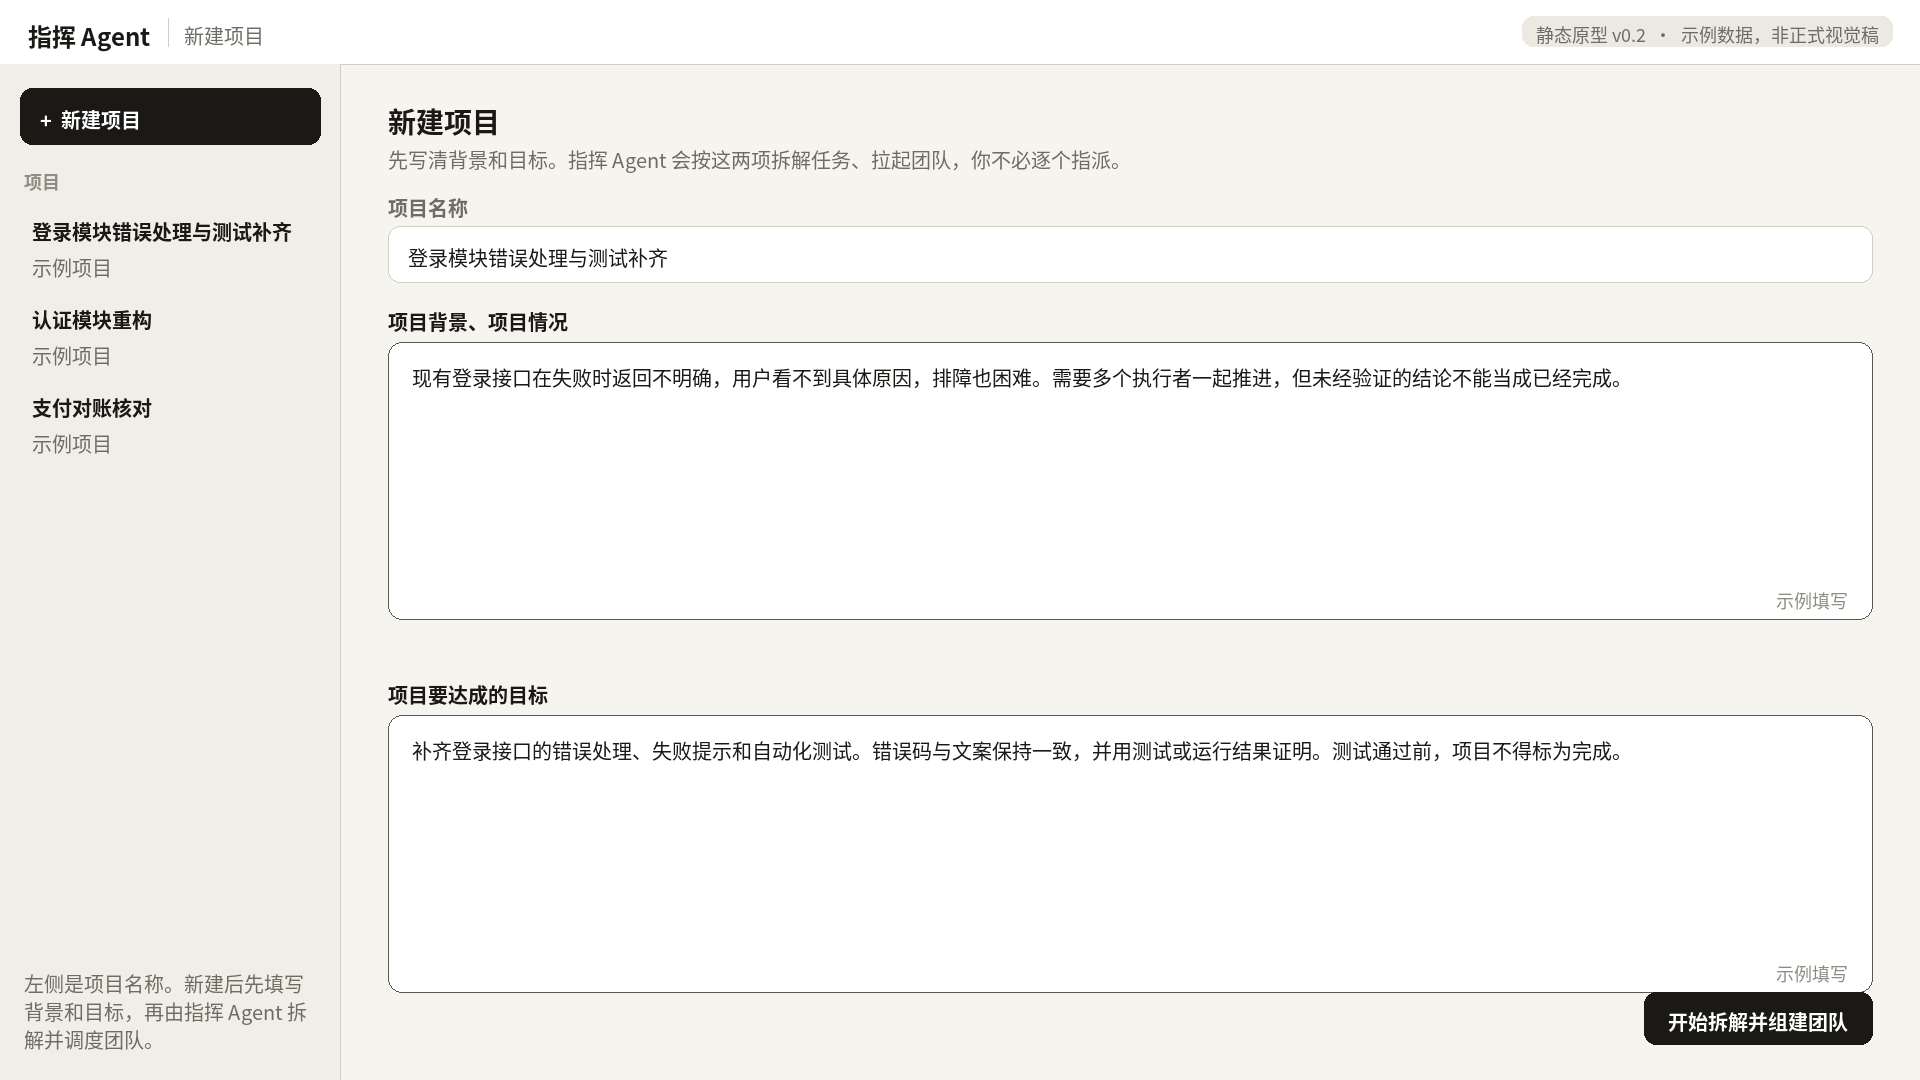 指挥 Agent
新建项目
静态原型 v0.2 · 示例数据，非正式视觉稿
+ 新建项目
项目
登录模块错误处理与测试补齐
示例项目
认证模块重构
示例项目
支付对账核对
示例项目
左侧是项目名称。新建后先填写
背景和目标，再由指挥 Agent 拆
解并调度团队。
新建项目
先写清背景和目标。指挥 Agent 会按这两项拆解任务、拉起团队，你不必逐个指派。
项目名称
登录模块错误处理与测试补齐
项目背景、项目情况
现有登录接口在失败时返回不明确，用户看不到具体原因，排障也困难。需要多个执行者一起推进，但未经验证的结论不能当成已经完成。
示例填写
项目要达成的目标
补齐登录接口的错误处理、失败提示和自动化测试。错误码与文案保持一致，并用测试或运行结果证明。测试通过前，项目不得标为完成。
示例填写
开始拆解并组建团队